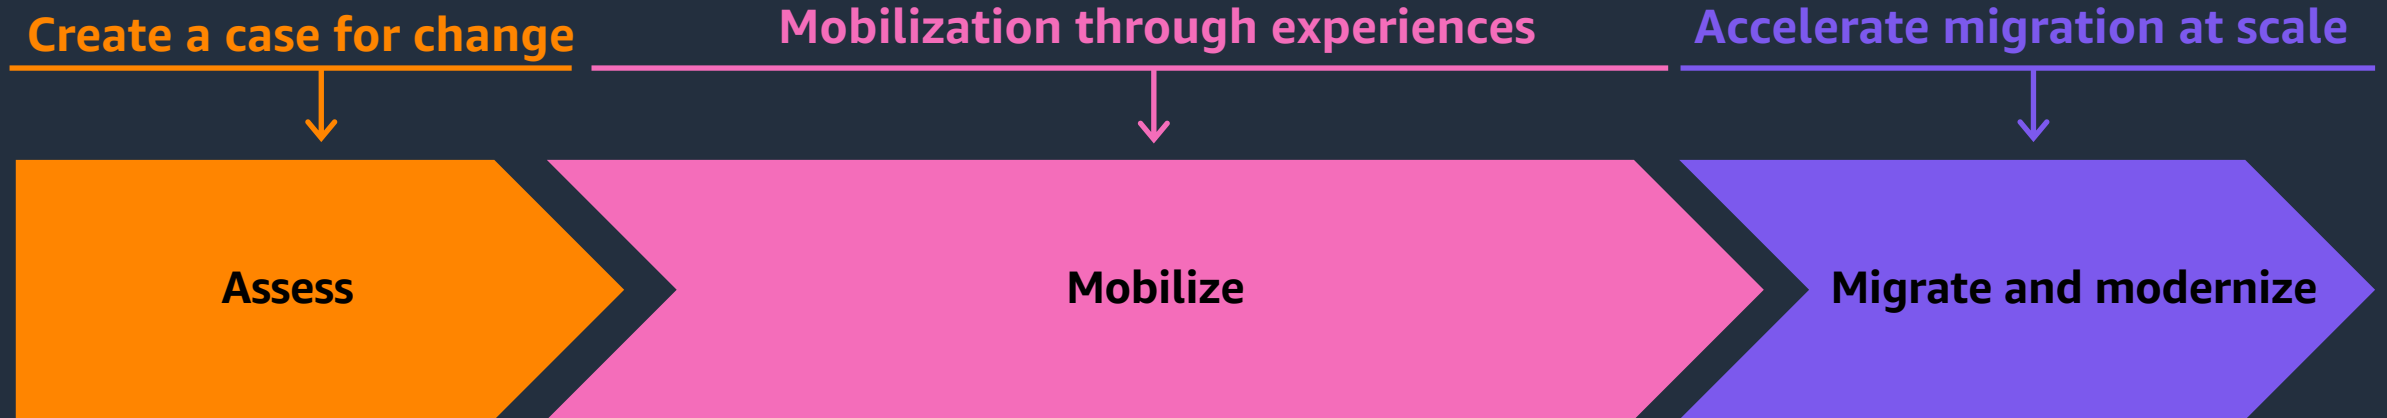 Create a case for change
Mobilization through experiences
Accelerate migration at scale
Assess
Mobilize
Migrate and modernize